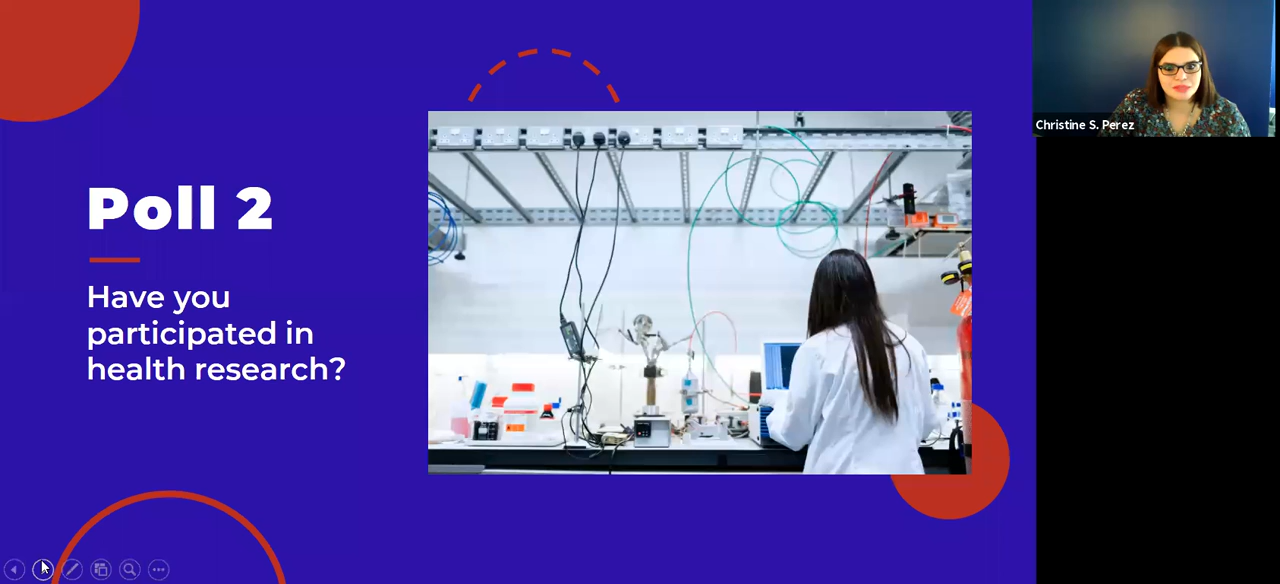 Poll 2
Have you
participated in
health research?
Christine S. Perez